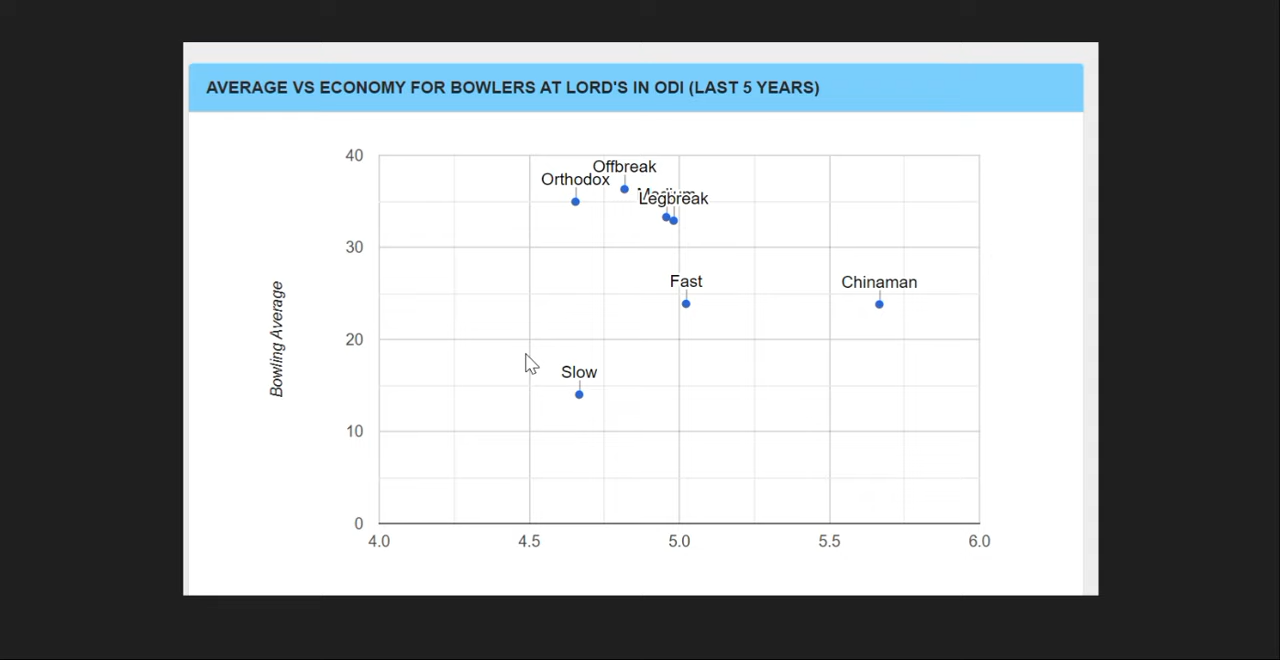 AVERAGE VS ECONOMY FOR BOWLERS AT LORD'S IN ODI (LAST 5 YEARS)
40
Offbreak
Orthodox
Legbreak
30
Fast
Chinaman
Bowling Average
20
Slow
10
0
4.0 4.5 5.0 5.5 6.0